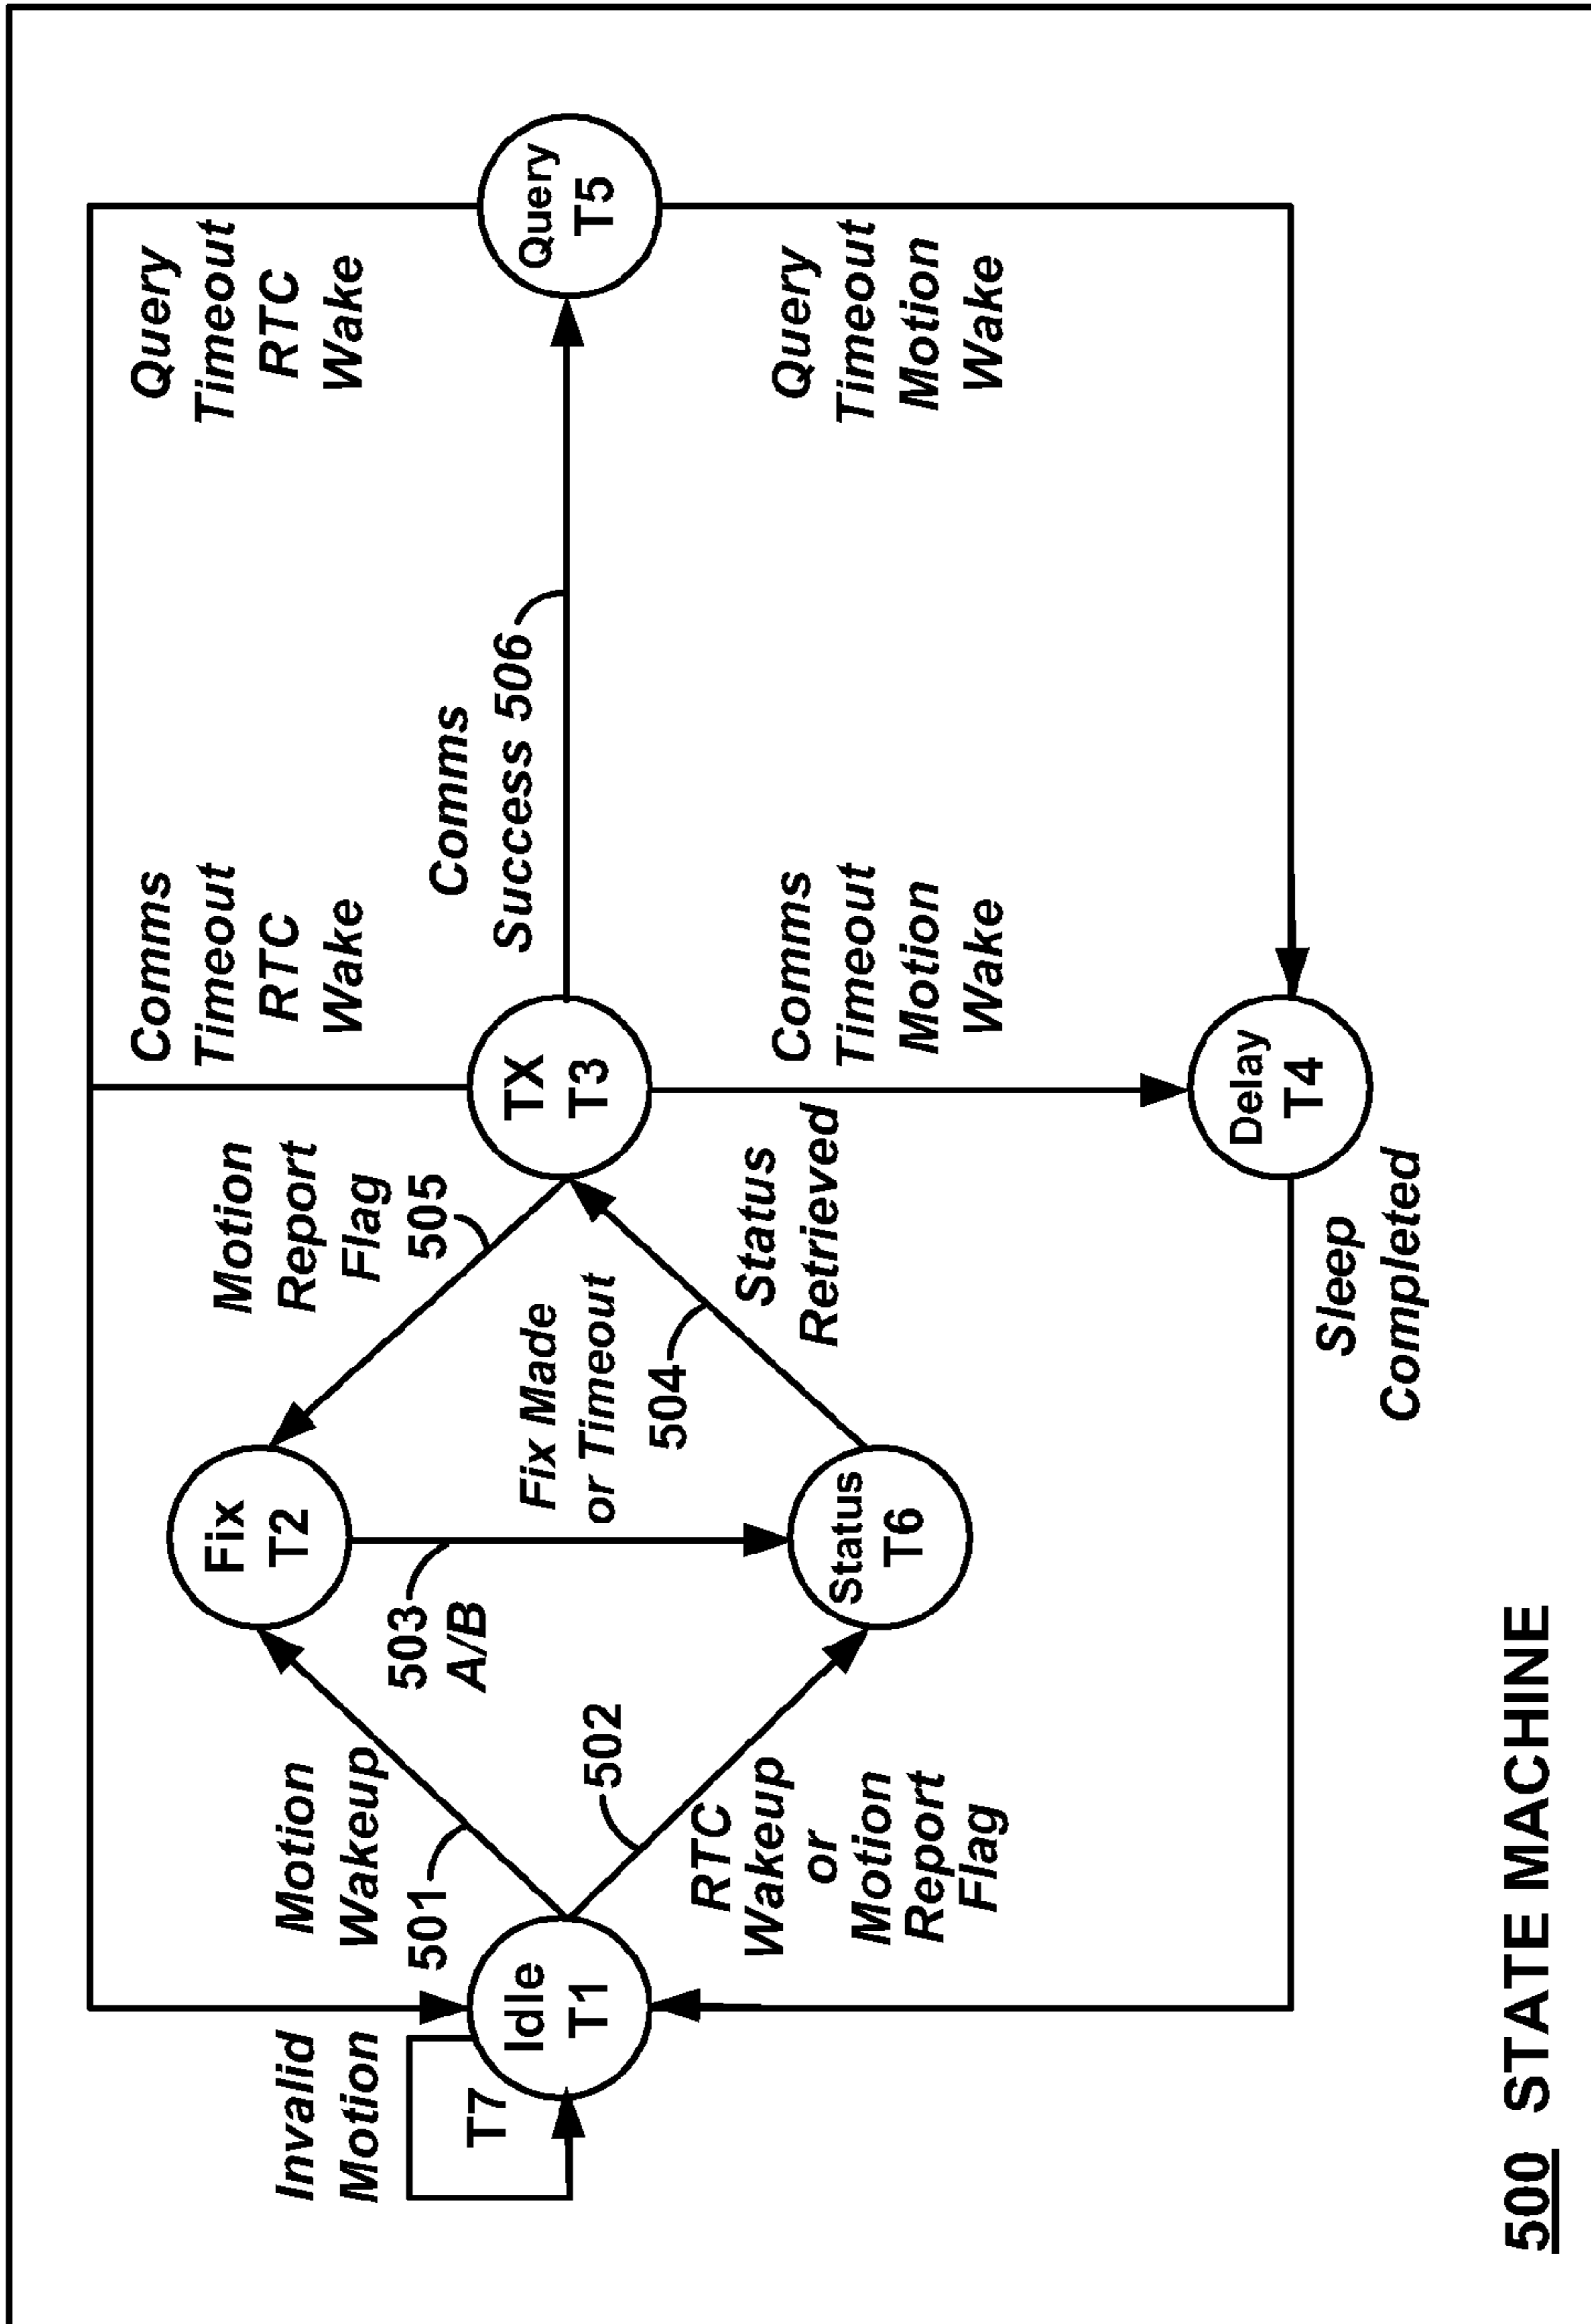 Invalid
Motion
T7
Idle
T1
Motion
Wakeup
501
502
RTC
Wakeup
or
Motion
Report
Flag
Fix
T2
503
A/B
Fix Made
or Timeout
Status
T6
504
Status
Retrieved
Motion
Report
Flag
505
TX
T3
Comms
Timeout
RTC
Wake
Comms
Success 506
Comms
Timeout
Motion
Wake
Query
Timeout
RTC
Wake
Query
T5
Query
Timeout
Motion
Wake
Delay
T4
Sleep
Completed
500 STATE MACHINE